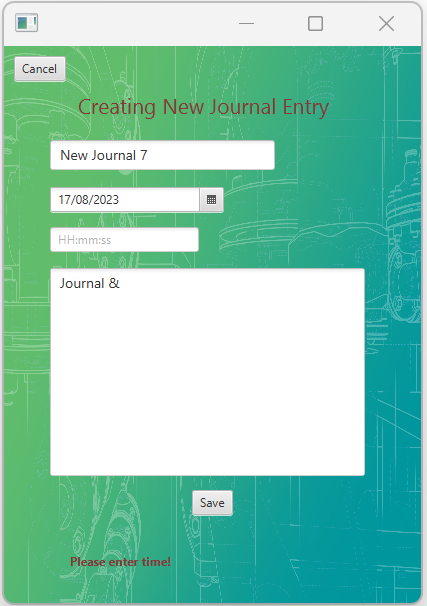 Cancel
Creating New Journal Entry
New Journal 7
17/08/2023
HH:mm:ss
Journal &
Save
Please enter time!